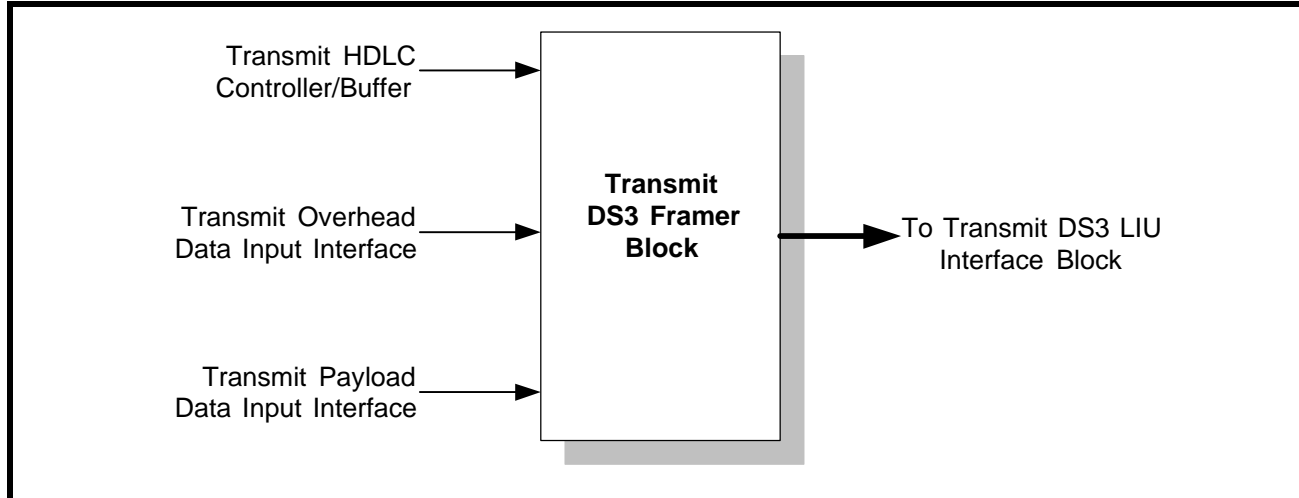 Transmit HDLC
Controller/Buffer
Transmit Overhead
Data Input Interface
Transmit Payload
Data Input Interface
Transmit
DS3 Framer
Block
To Transmit DS3 LIU
Interface Block